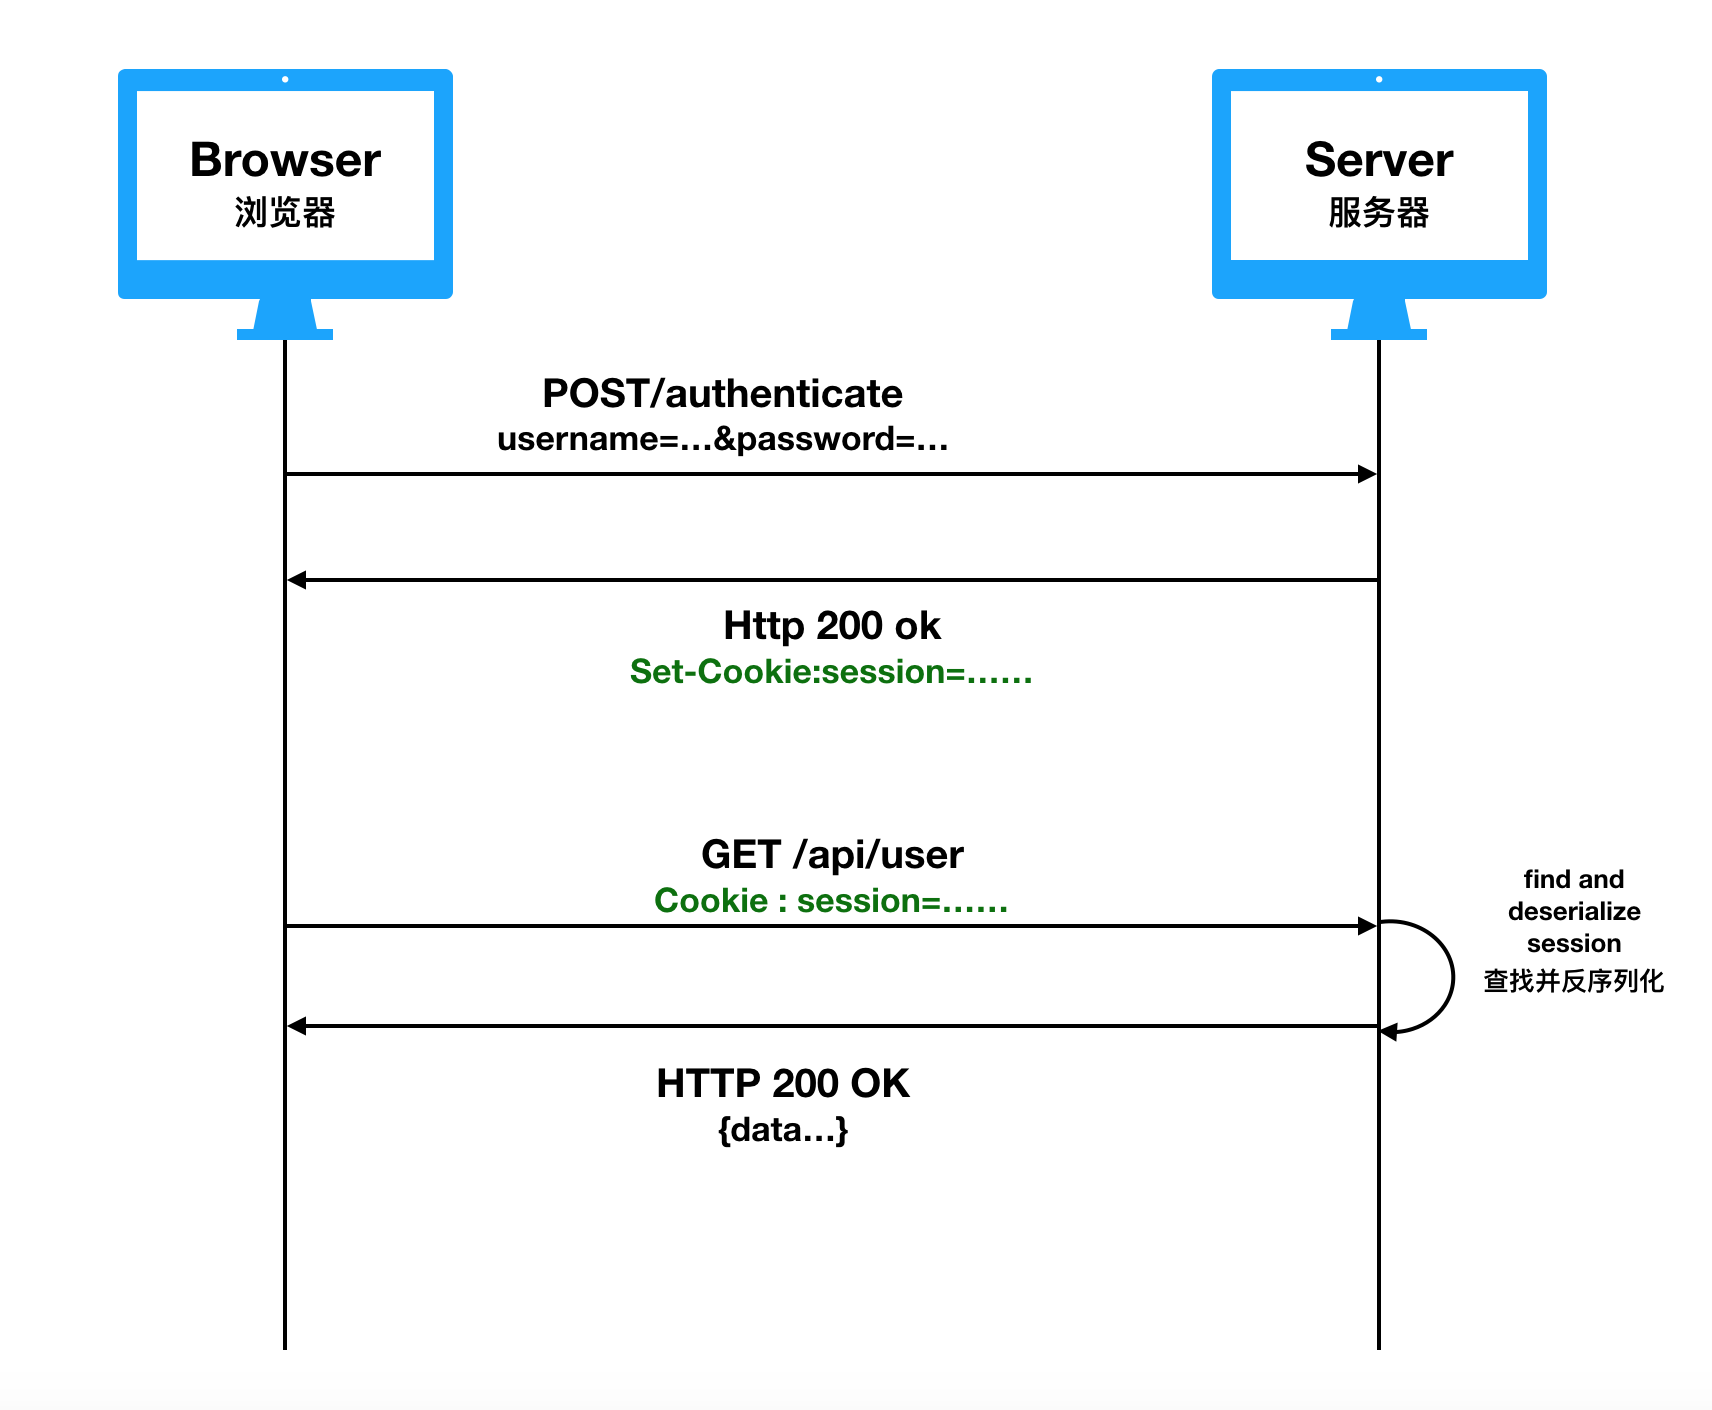 Browser
浏览器
Server
服务器
POST/authenticate
username=...&password=...
Http 200 ok
Set-Cookie:session=......
GET /api/user
Cookie : session=......
find and
deserialize
session
查找并反序列化
HTTP 200 OK
{data...}